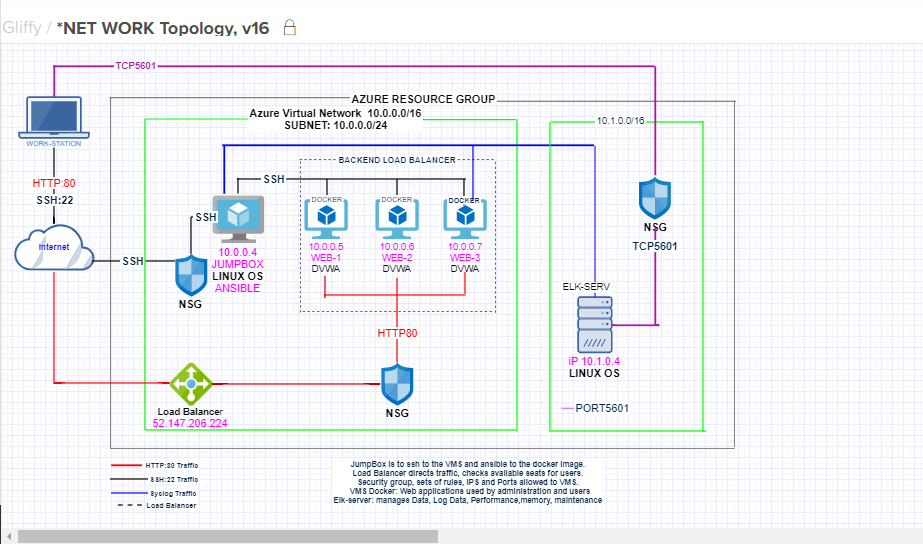 Gliffy / *NET WORK Topology, v16
TCP5601
AZURE RESOURCE GROUP
Azure Virtual Network 10.0.0.0/16
SUBNET: 10.0.0.0/24
10.1.0.0/16
WORK-STATION
BACKEND LOAD BALANCER
HTTP:80
SSH:22
SSH
DOCKER
DOCKER
DOCKER
SSH
NSG
TCP5601
Internet
SSH
10.0.0.4
JUMPBOX
LINUX OS
ANSIBLE
10.0.0.5
WEB-1
DVWA
10.0.0.6
WEB-2
DVWA
10.0.0.7
WEB-3
DVWA
NSG
ELK-SERV
HTTP80
iP 10.1.0.4
LINUX OS
Load Balancer
52.147.206.224
NSG
PORT5601
HTTP:80 Traffic
SSH:22 Traffic
Syslog Traffic
Load Balancer
JumpBox is to ssh to the VMS and ansible to the docker image.
Load Balancer directs traffic, checks available seats for users.
Security group, sets of rules, IPS and Ports allowed to VMS.
VMS Docker: Web applications used by administration and users
Elk-server: manages Data, Log Data, Performance,memory, maintenance